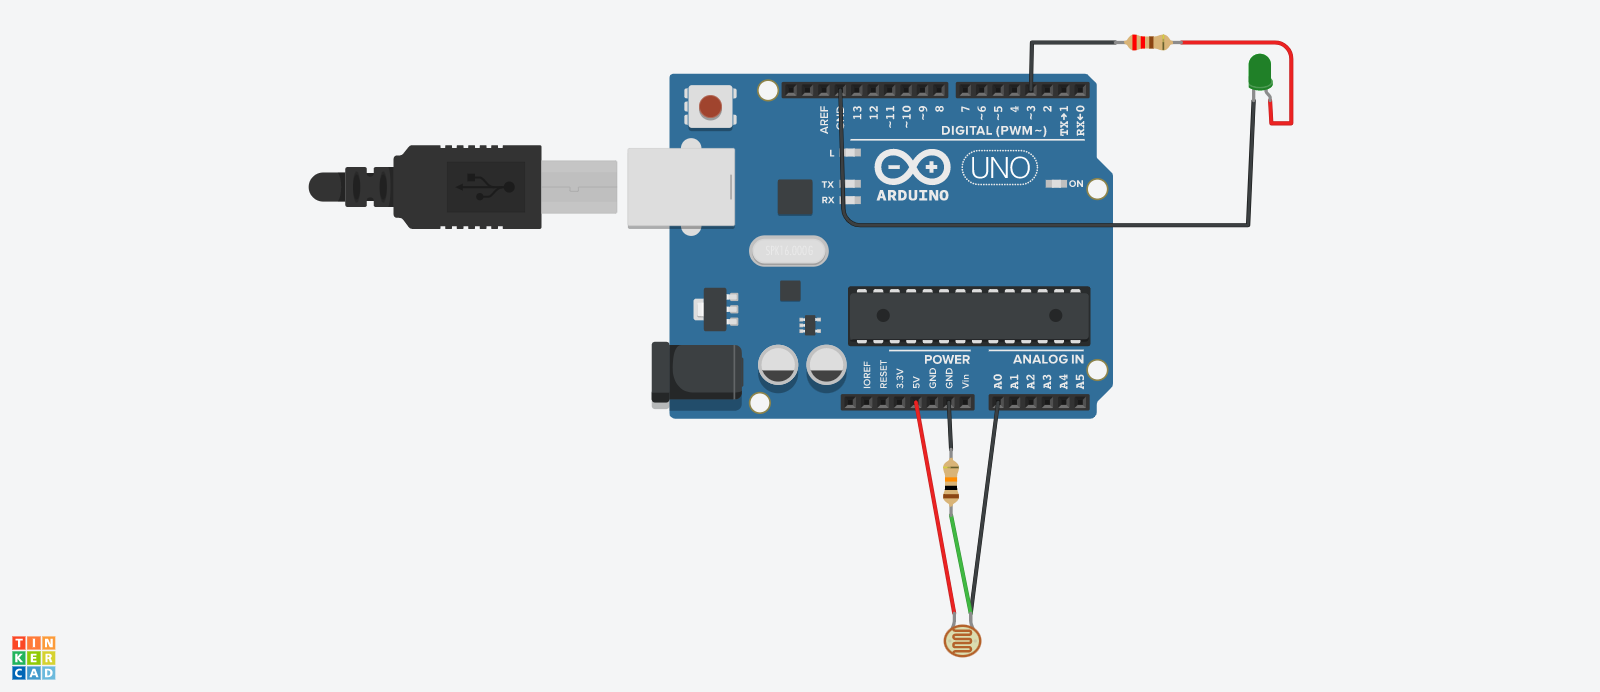 AREF
GND
13
12
~11
~10
~9
8
7
~6
~5
4
~3
2
TX→1
RX←0
DIGITAL (PWM~)
L
TX
RX
UNO
ON
ARDUINO
POWER
ANALOG IN
IOREF
RESET
3.3V
5V
GND
GND
Vin
A0
A1
A2
A3
A4
A5
TIN
KER
CAD